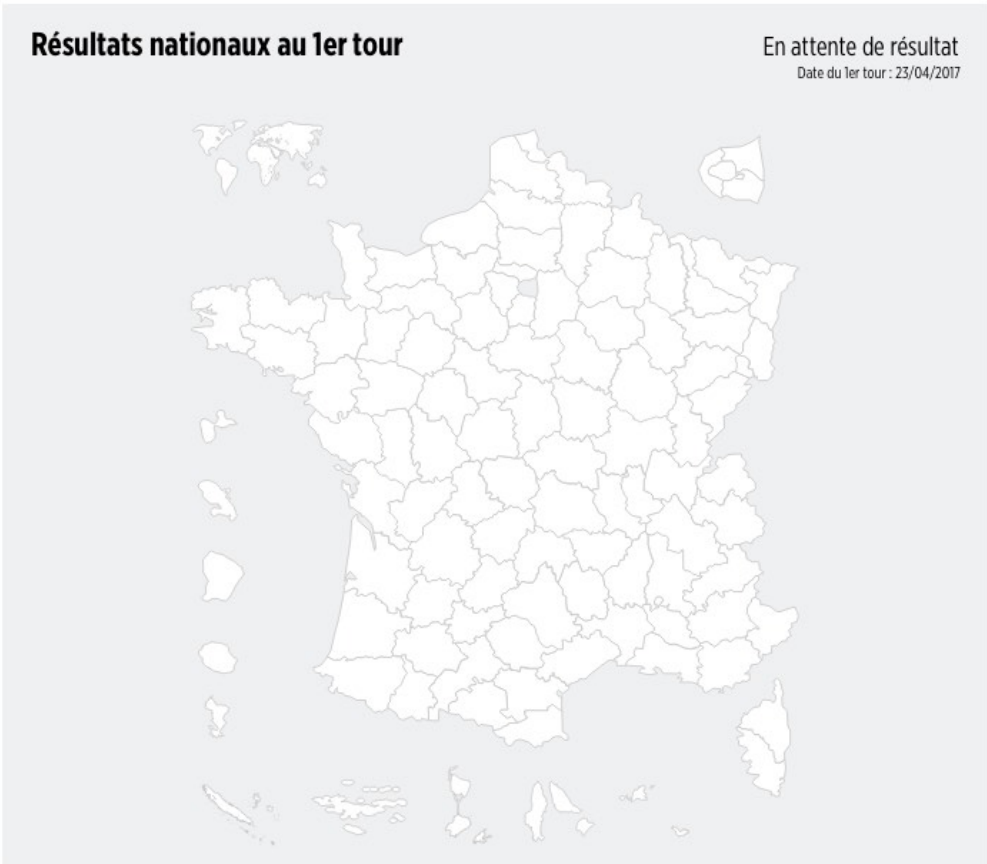 Résultats nationaux au 1er tour
En attente de résultat
Date du 1er tour : 23/04/2017